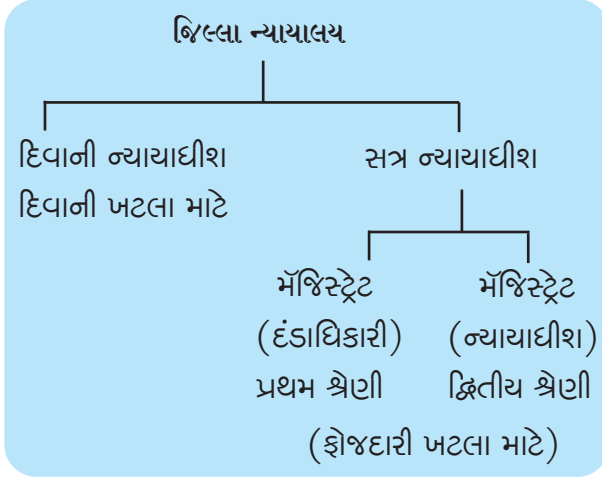 જિલ્લા ન્યાયાલય
દિવાની ન્યાયાધીશ
દિવાની ખટલા માટે
સત્ર ન્યાયાધીશ
મૅજિસ્ટ્રેટ
(દંડાધિકારી)
પ્રથમ શ્રેણી
મૅજિસ્ટ્રેટ
(ન્યાયાધીશ)
દ્વિતીય શ્રેણી
(ફોજદારી ખટલા માટે)